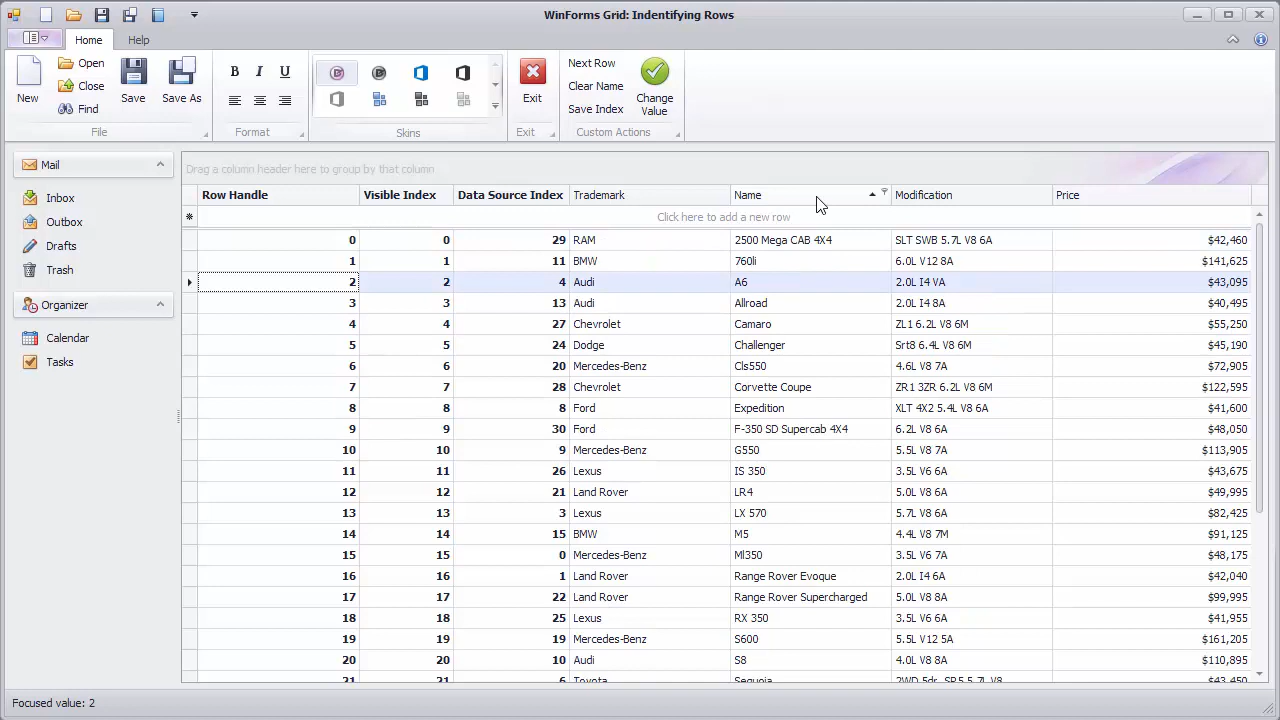 WinForms Grid: Indentifying Rows
Home Help
New
Open
Close
Find
Save
Save As
File
B I U
Format
Skins
Exit
Exit
Next Row
Clear Name
Save Index
Change
Value
Custom Actions
Mail
Inbox
Outbox
Drafts
Trash
Organizer
Calendar
Tasks
Drag a column header here to group by that column
Row Handle Visible Index Data Source Index Trademark Name Modification Price
Click here to add a new row
0 0 29 RAM 2500 Mega CAB 4X4 SLT SWB 5.7L V8 6A $42,460
1 1 11 BMW 760li 6.0L V12 8A $141,625
2 2 4 Audi A6 2.0L I4 VA $43,095
3 3 13 Audi Allroad 2.0L I4 8A $40,495
4 4 27 Chevrolet Camaro ZL1 6.2L V8 6M $55,250
5 5 24 Dodge Challenger Srt8 6.4L V8 6M $45,190
6 6 20 Mercedes-Benz Cls550 4.6L V8 7A $72,905
7 7 28 Chevrolet Corvette Coupe ZR1 3ZR 6.2L V8 6M $122,595
8 8 8 Ford Expedition XLT 4X2 5.4L V8 6A $41,600
9 9 30 Ford F-350 SD Supercab 4X4 6.2L V8 6A $48,050
10 10 9 Mercedes-Benz G550 5.5L V8 7A $113,905
11 11 26 Lexus IS 350 3.5L V6 6A $43,675
12 12 21 Land Rover LR4 5.0L V8 6A $49,995
13 13 3 Lexus LX 570 5.7L V8 6A $82,425
14 14 15 BMW M5 4.4L V8 7M $91,125
15 15 0 Mercedes-Benz Ml350 3.5L V6 7A $48,175
16 16 1 Land Rover Range Rover Evoque 2.0L I4 6A $42,040
17 17 22 Land Rover Range Rover Supercharged 5.0L V8 8A $99,995
18 18 25 Lexus RX 350 3.5L V6 6A $41,955
19 19 19 Mercedes-Benz S600 5.5L V12 5A $161,205
20 20 10 Audi S8 4.0L V8 8A $110,895
21 21 6 Toyota Sequoia 2WD 5dr SR5 5.7L V8 $43,450
Focused value: 2